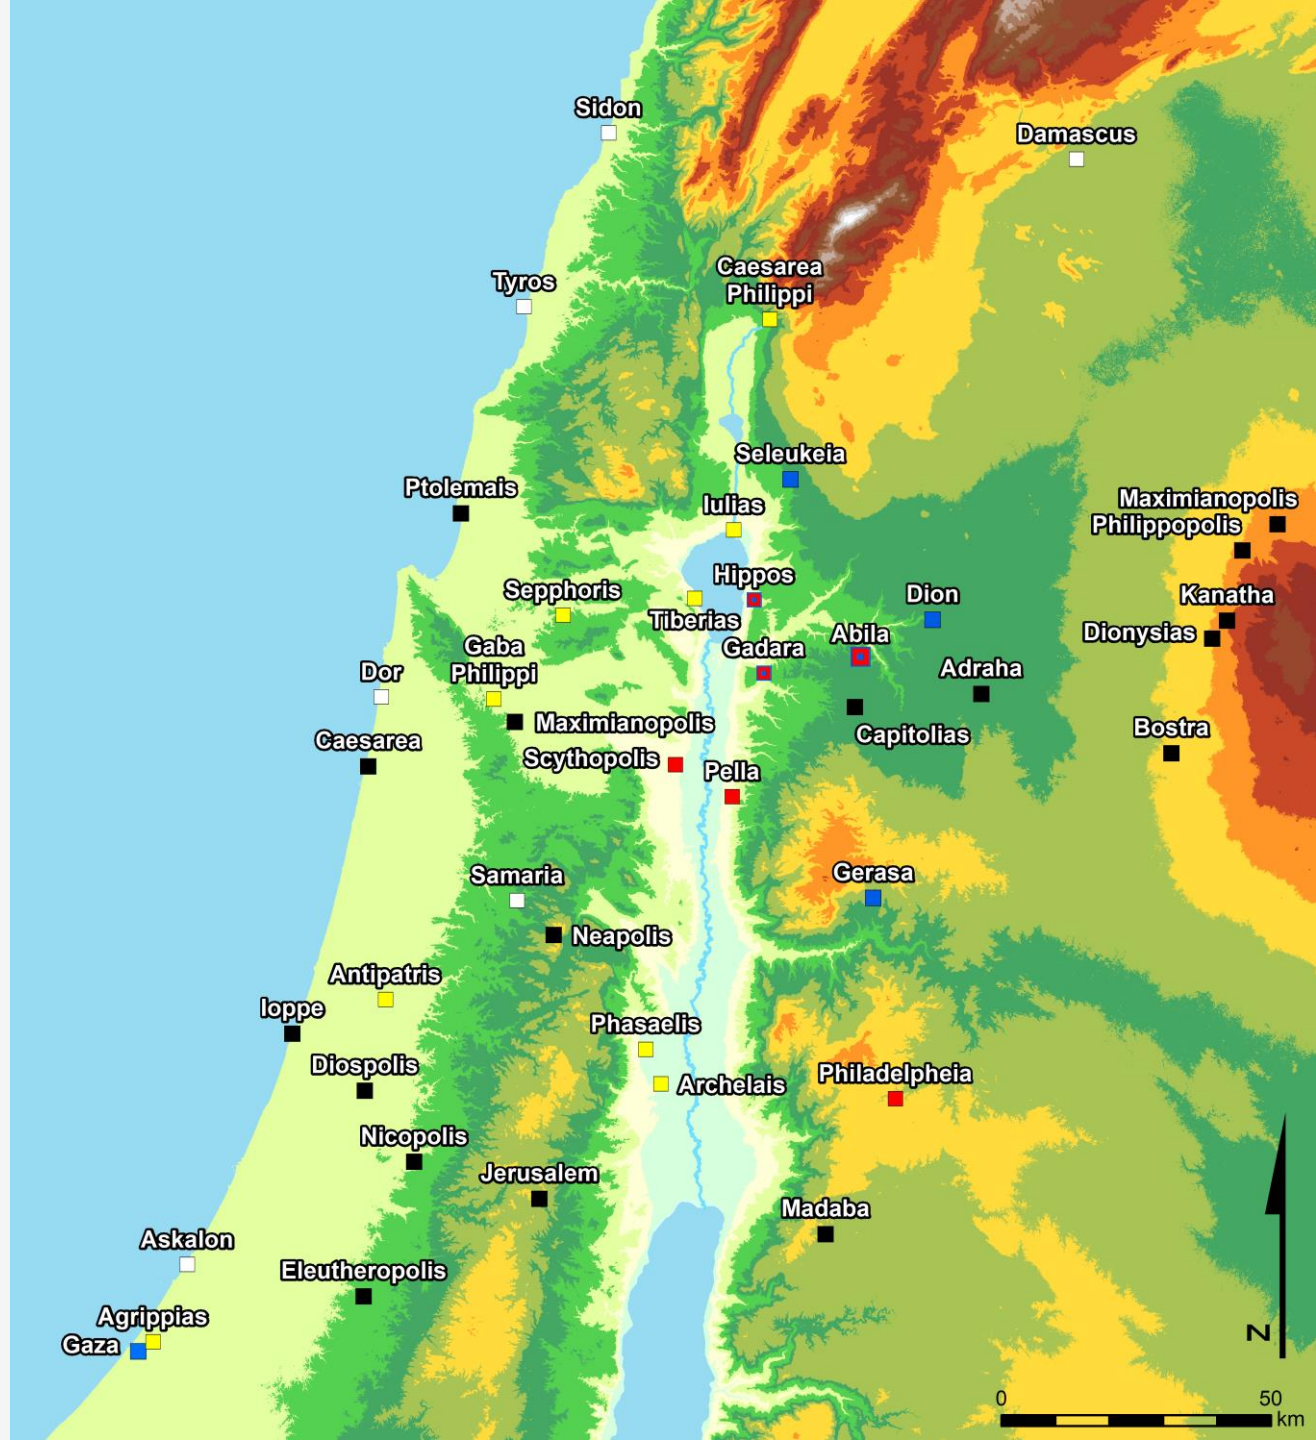 Sidon
Damascus
Caesarea
Philippi
Tyros
Seleukeia
Ptolemais
Iulias
Maximianopolis
Philippopolis
Hippos
Sepphoris
Dion
Kanatha
Tiberias
Dionysias
Abila
Gaba
Philippi
Gadara
Dor
Adraha
Maximianopolis
Capitolias
Bostra
Caesarea
Scythopolis
Pella
Samaria
Gerasa
Neapolis
Antipatris
Ioppe
Phasaelis
Diospolis
Archelais
Philadelpheia
Nicopolis
Jerusalem
Madaba
Askalon
Eleutheropolis
Agrippias
Gaza
N
0 50
km